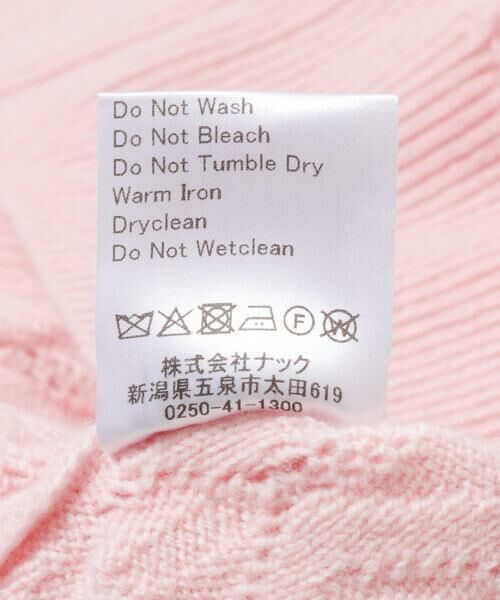 Do Not Wash
Do Not Bleach
Do Not Tumble Dry
Warm Iron
Dryclean
Do Not Wetclean
F W
株式会社ナック
新潟県五泉市太田619
0250-41-1300